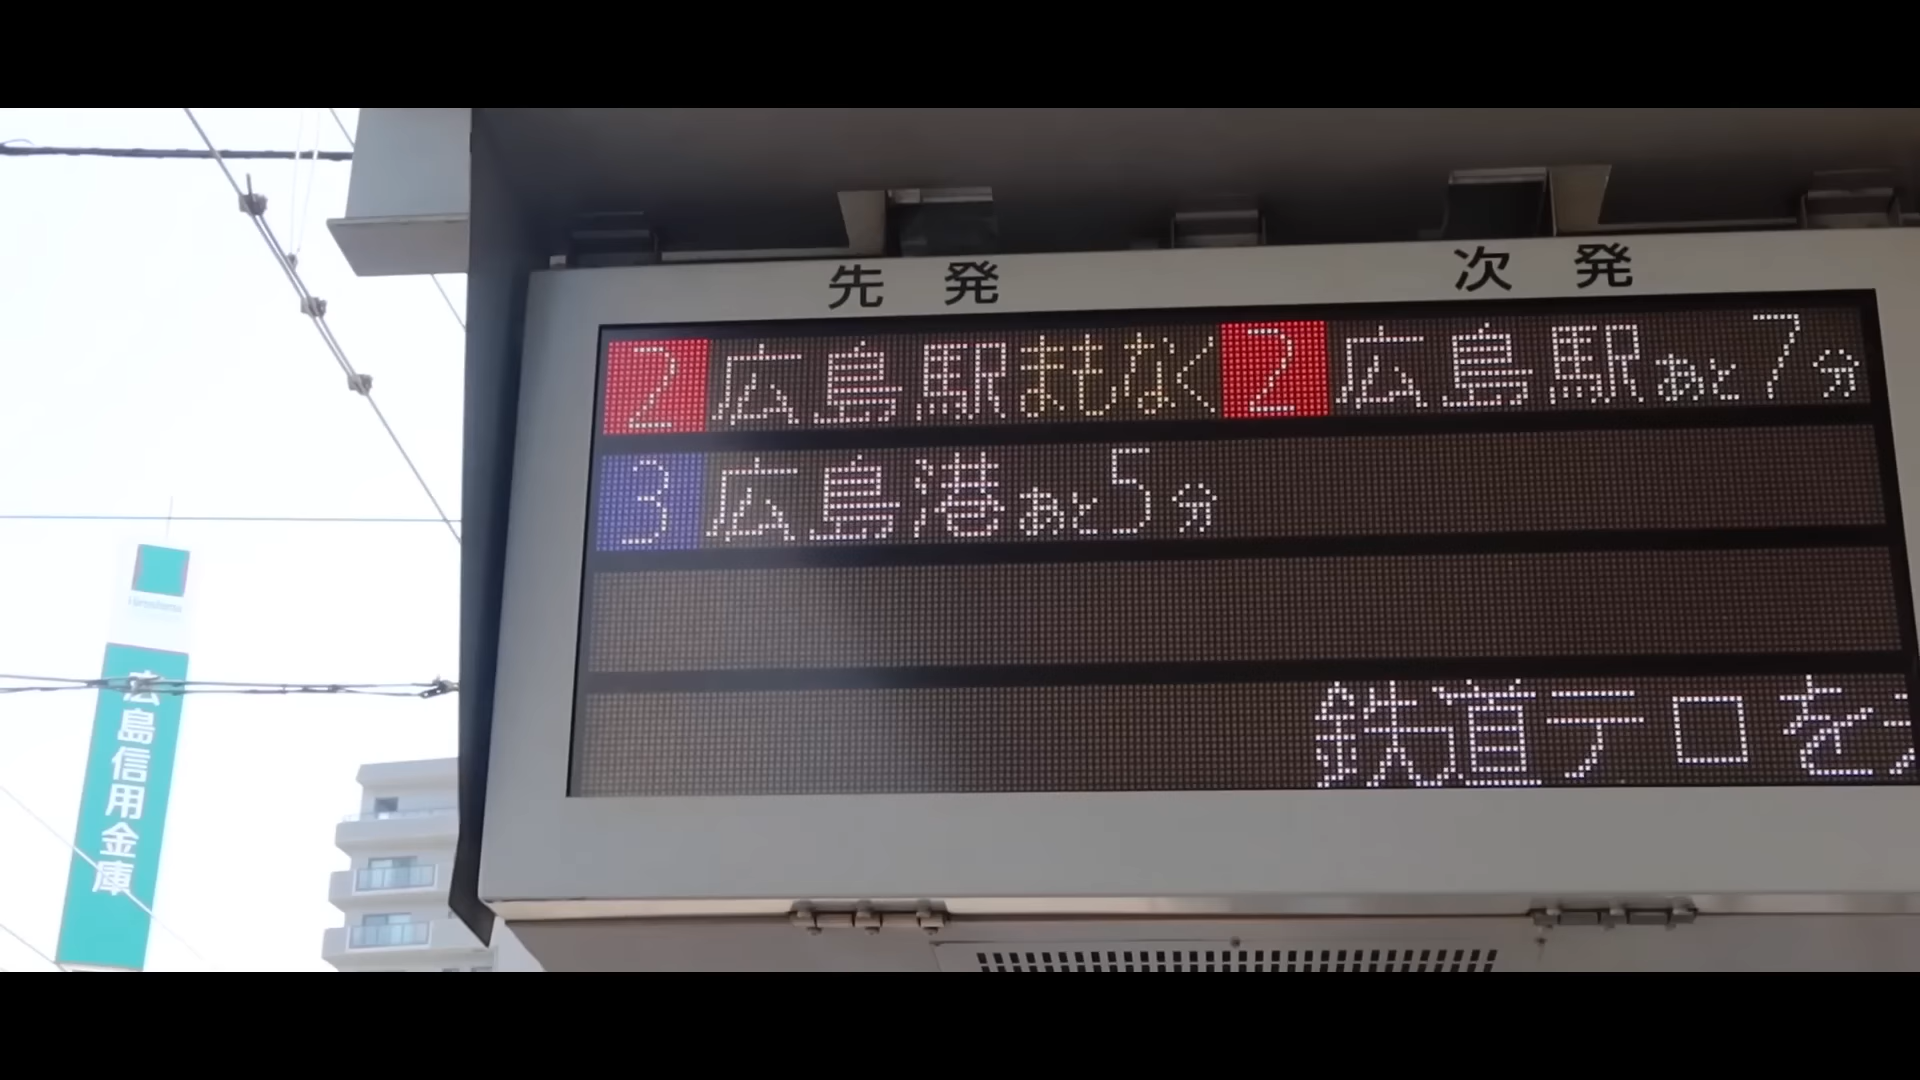 先発 次発
2 広島駅 まもなく 2 広島駅 あと7分
3 広島港 あと5分
鉄道テロを
Hiroshima
広島信用金庫